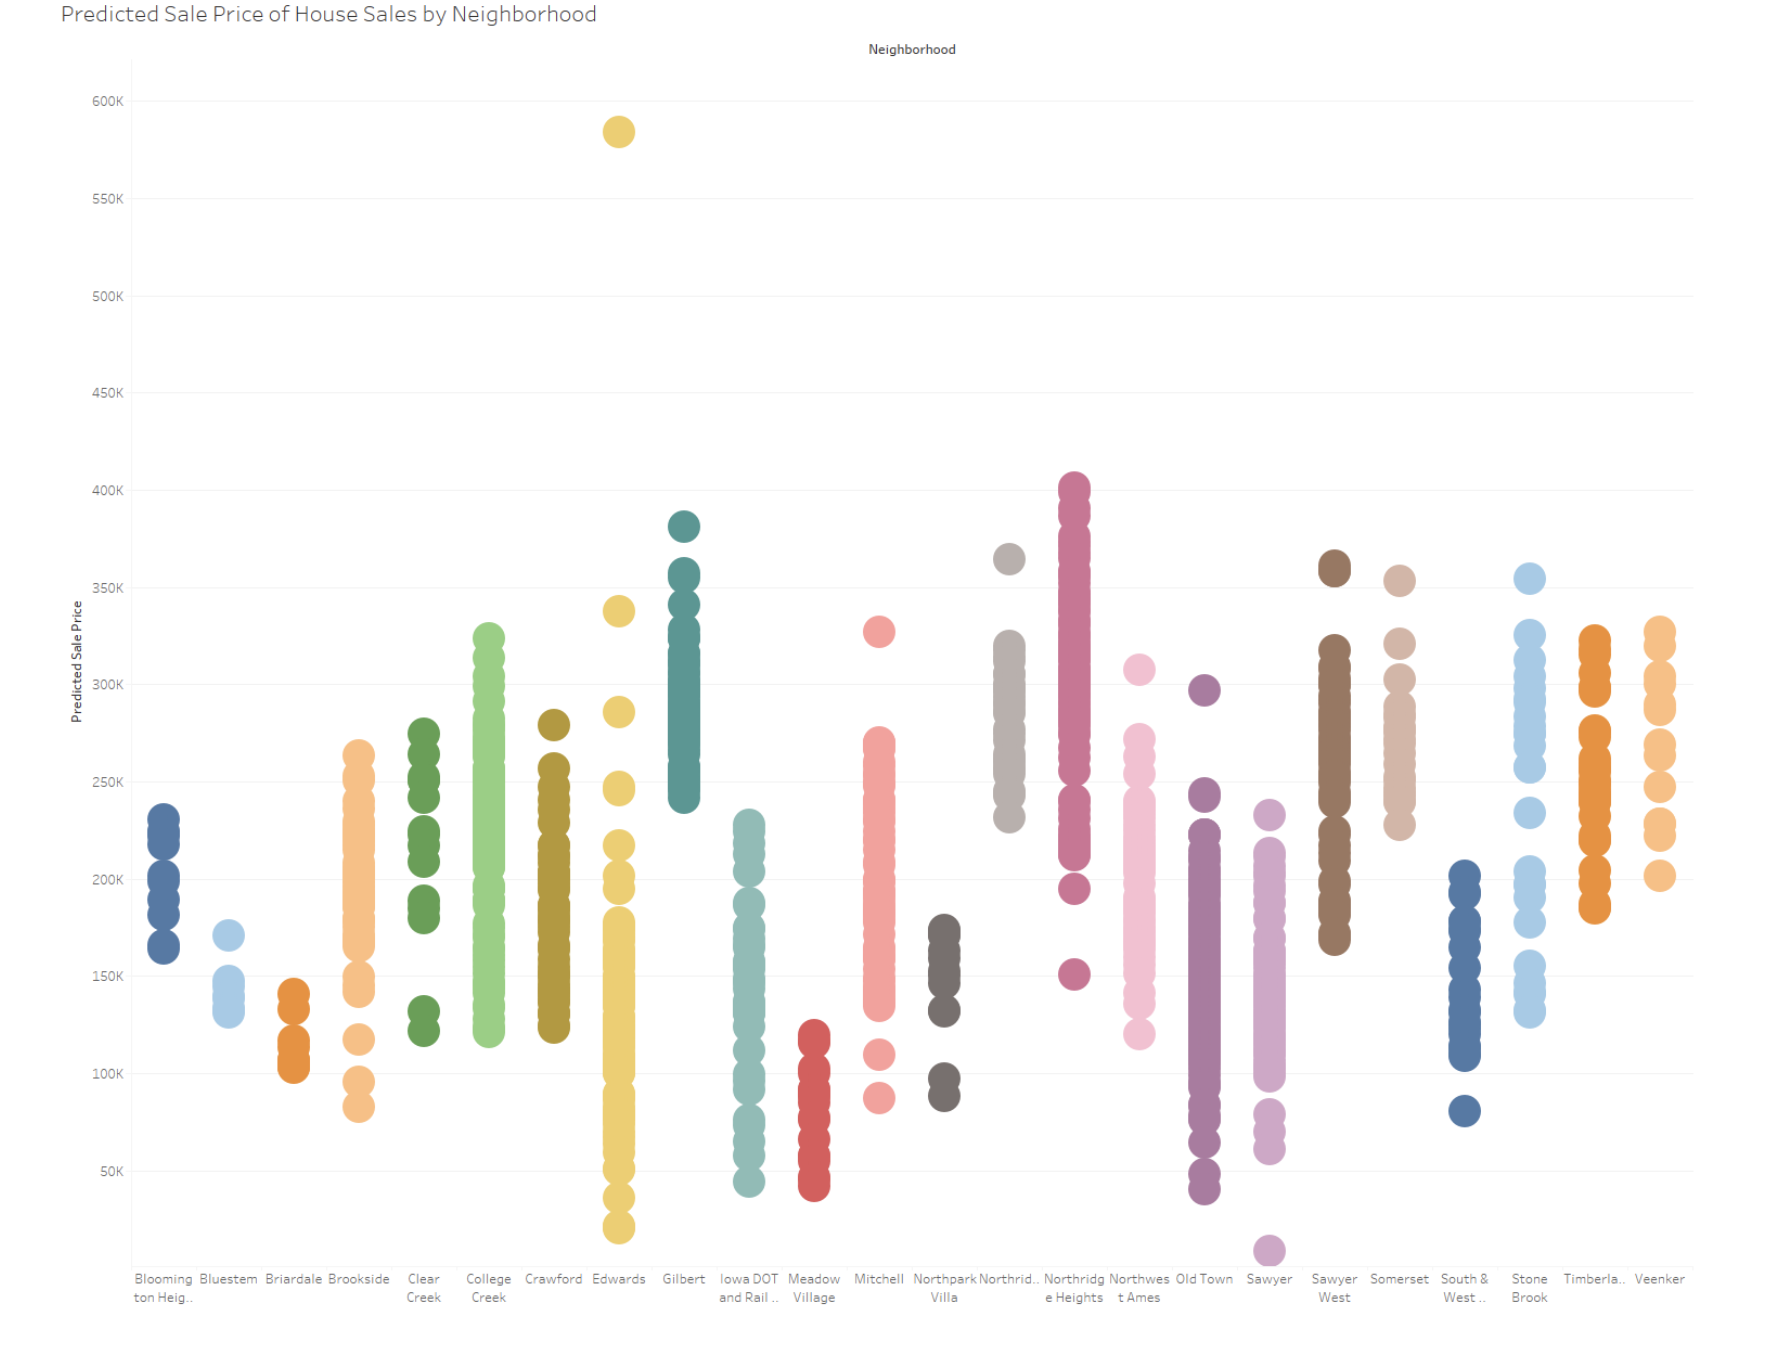 Predicted Sale Price of House Sales by Neighborhood
Neighborhood
600K
550K
500K
450K
400K
350K
300K
250K
200K
150K
100K
50K
Predicted Sale Price
Blooming Bluestem Briardale Brookside Clear College Crawford Edwards Gilbert Iowa DOT Meadow Mitchell Northpark Northrid.. Northridg Northwes Old Town Sawyer Sawyer Somerset South & Stone Timberla.. Veenker
ton Heig.. Creek Creek and Rail .. Village Villa e Heights t Ames West West .. Brook